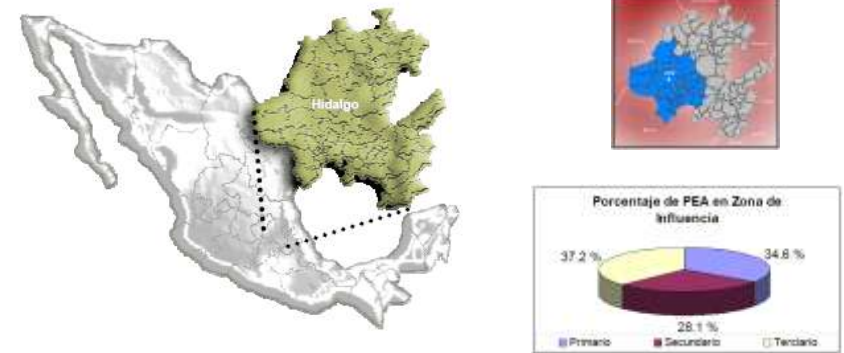 Hidalgo
Porcentaje de PEA en Zona de
Influencia
37.2 %
34.6 %
28.1 %
Primario
Secundario
Terciario